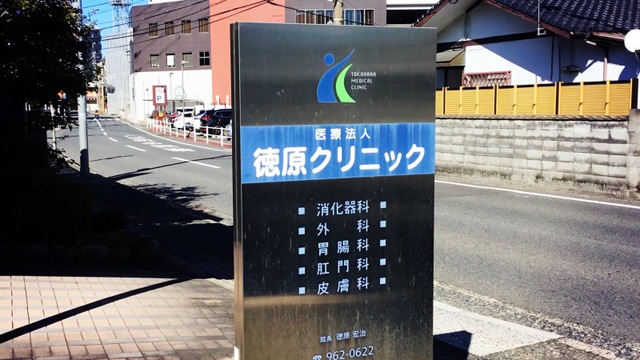 TOKUHARA
MEDICAL
CLINIC
医療法人
徳原クリニック
消化器科
外科
胃腸科
肛門科
皮膚科
院長 徳原 宏治
☎962-0622
P